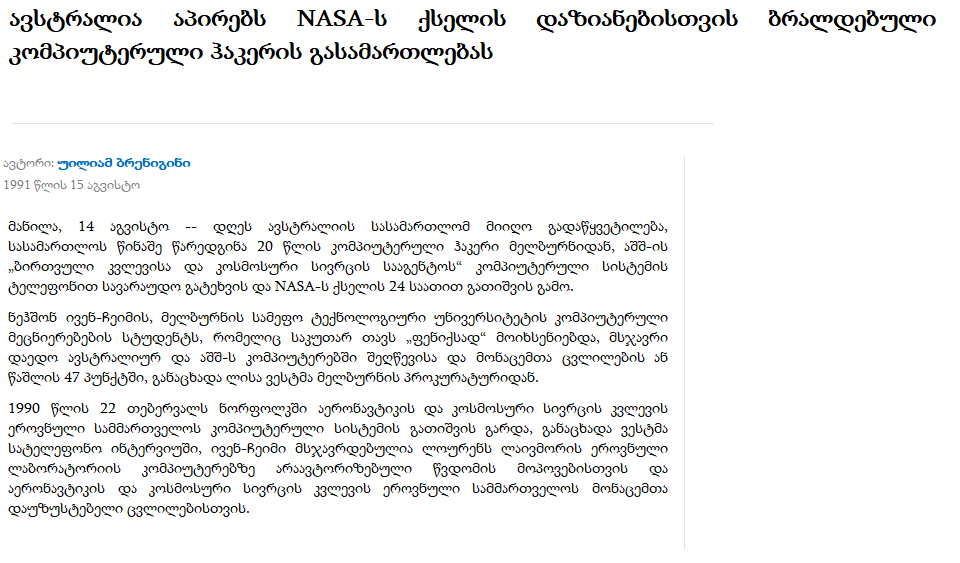 ავსტრალია აპირებს NASA-ს ქსელის დაზიანებისთვის ბრალდებული
კომპიუტერული ჰაკერის გასამართლებას
ავტორი: უილიამ ბრენიგინი
1991 წლის 15 აგვისტო
მანილა, 14 აგვისტო -- დღეს ავსტრალიის სასამართლომ მიიღო გადაწყვეტილება,
სასამართლოს წინაშე წარედგინა 20 წლის კომპიუტერული ჰაკერი მელბურნიდან, აშშ-ის
„ბირთვული კვლევისა და კოსმოსური სივრცის სააგენტოს“ კომპიუტერული სისტემის
ტელეფონით სავარაუდო გატეხვის და NASA-ს ქსელის 24 საათით გათიშვის გამო.
ნეჰშონ ივენ-ჩეიმის, მელბურნის სამეფო ტექნოლოგიური უნივერსიტეტის კომპიუტერული
მეცნიერებების სტუდენტს, რომელიც საკუთარ თავს „ფენიქსად“ მოიხსენიებდა, მსჯავრი
დაედო ავსტრალიურ და აშშ-ს კომპიუტერებში შეღწევისა და მონაცემთა ცვლილების ან
წაშლის 47 პუნქტში, განაცხადა ლისა ვესტმა მელბურნის პროკურატურიდან.
1990 წლის 22 თებერვალს ნორფოლკში აერონავტიკის და კოსმოსური სივრცის კვლევის
ეროვნული სამმართველოს კომპიუტერული სისტემის გათიშვის გარდა, განაცხადა ვესტმა
სატელეფონო ინტერვიუში, ივენ-ჩეიმი მსჯავრდებულია ლოურენს ლაივმორის ეროვნული
ლაბორატორიის კომპიუტერებზე არაავტორიზებული წვდომის მოპოვებისთვის და
აერონავტიკის და კოსმოსური სივრცის კვლევის ეროვნული სამმართველოს მონაცემთა
დაუზუსტებელი ცვლილებისთვის.